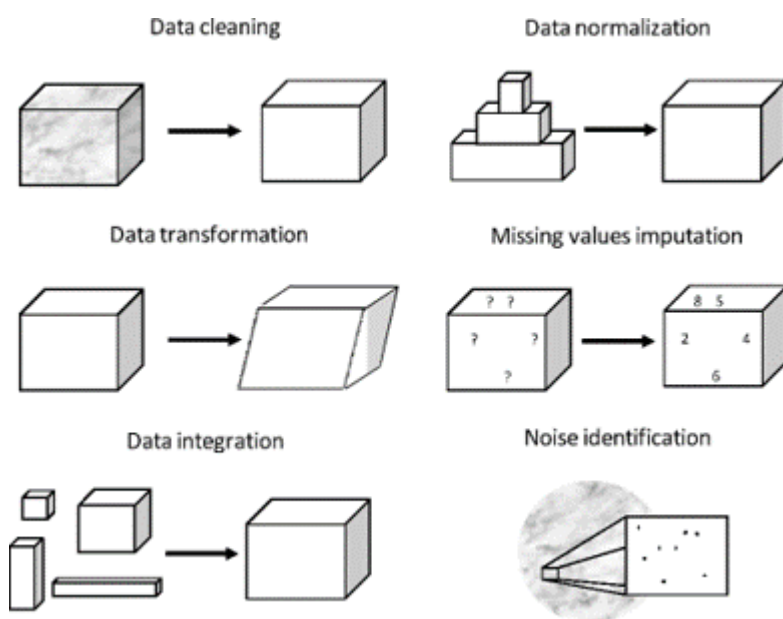 Data cleaning
Data normalization
Data transformation
Missing values imputation
? ?
? ?
?
8 5
2 4
6
Data integration
Noise identification